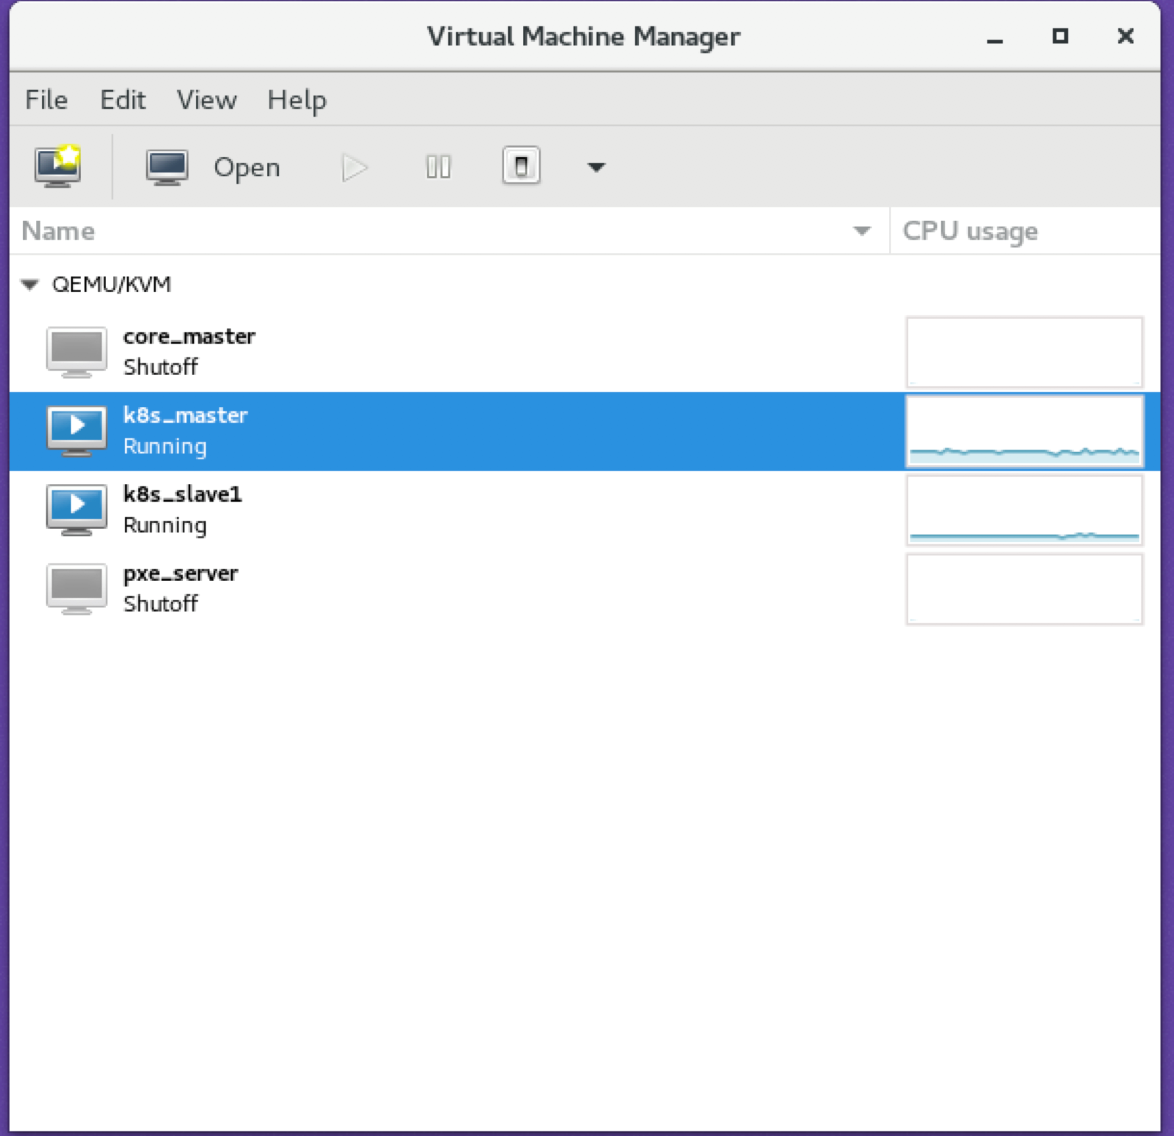 Virtual Machine Manager
File Edit View Help
Open
Name CPU usage
QEMU/KVM
core_master
Shutoff
k8s_master
Running
k8s_slave1
Running
pxe_server
Shutoff